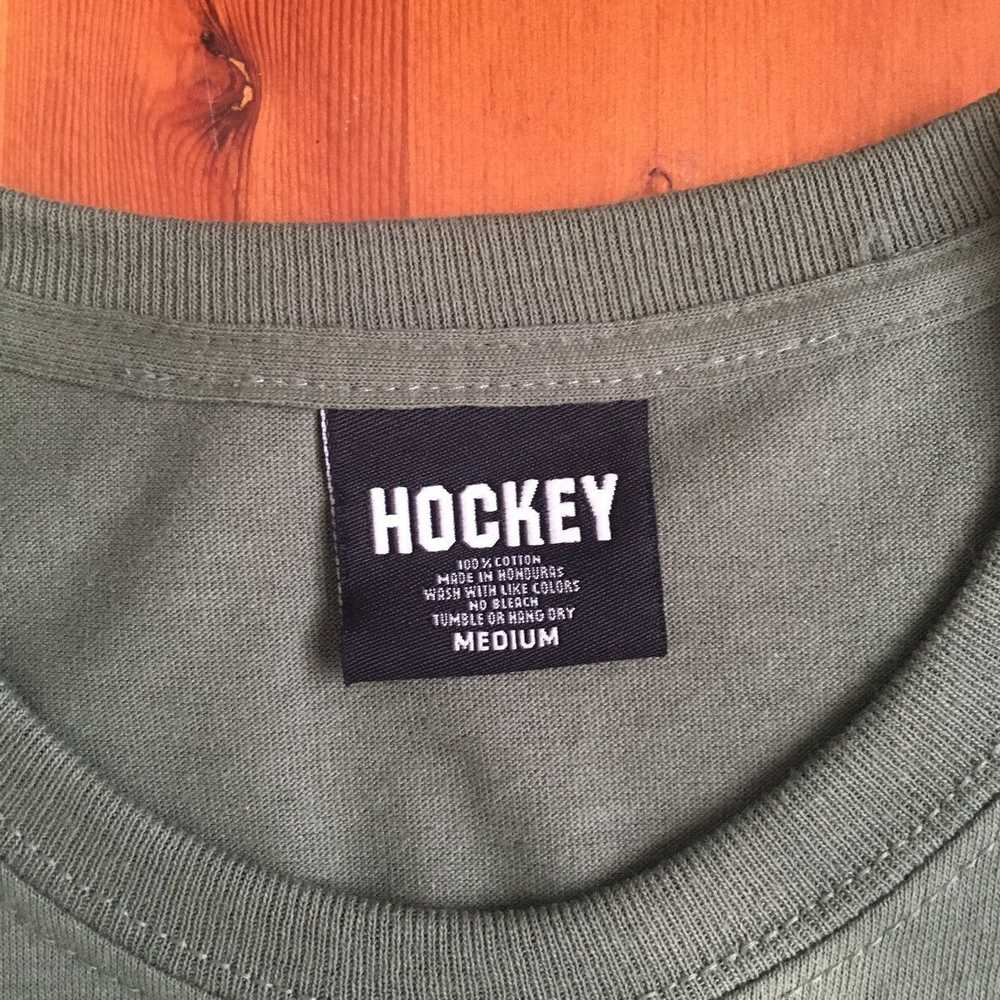 HOCKEY
100% COTTON
MADE IN HONDURAS
WASH WITH LIKE COLORS
NO BLEACH
TUMBLE OR HANG DRY
MEDIUM